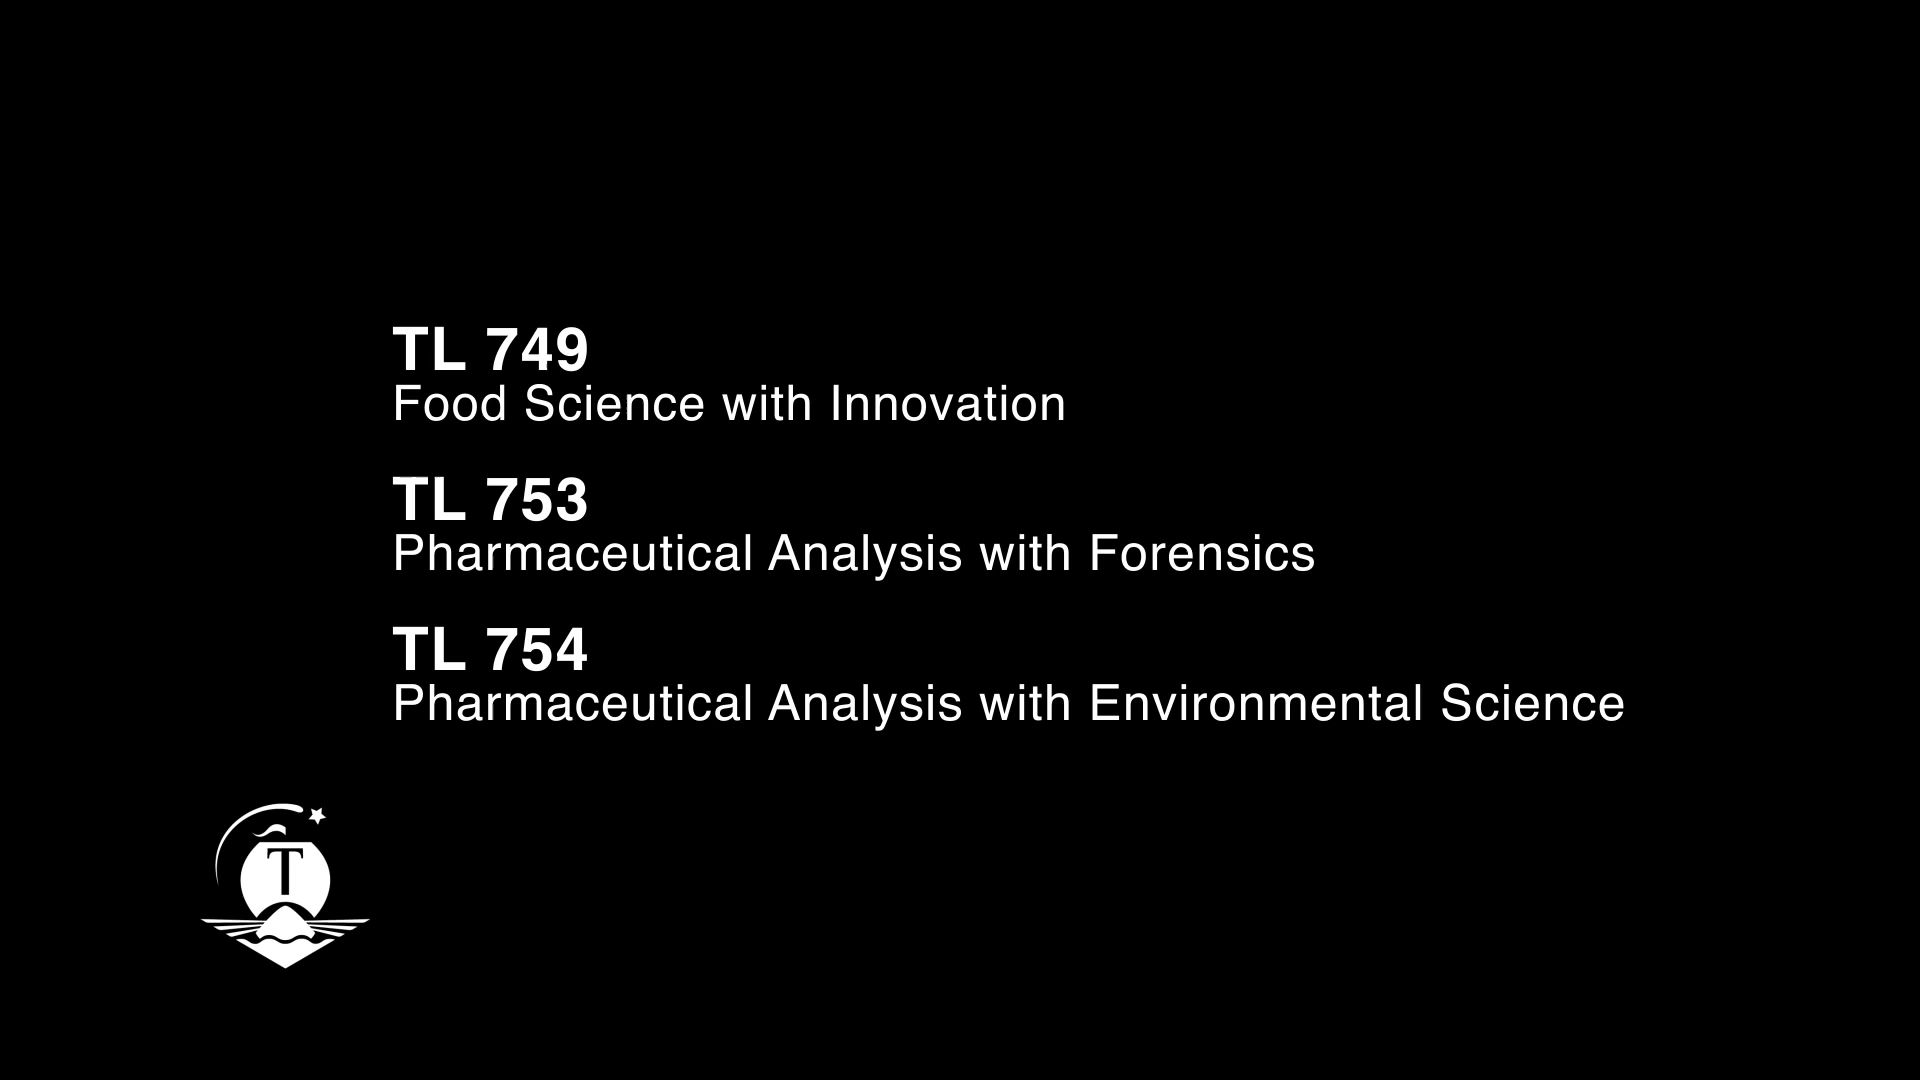 TL 749
Food Science with Innovation
TL 753
Pharmaceutical Analysis with Forensics
TL 754
Pharmaceutical Analysis with Environmental Science
T